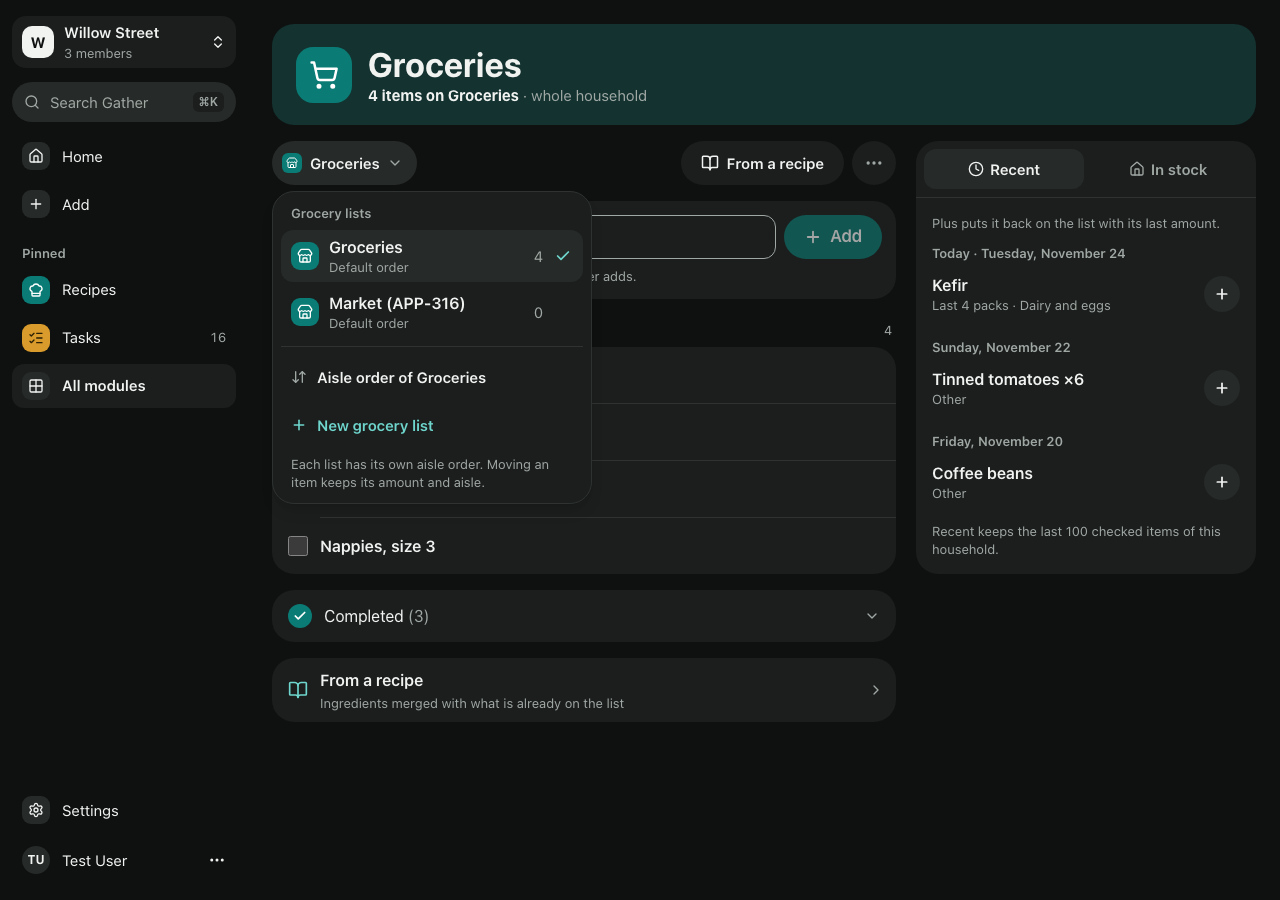 W
Willow Street
3 members
Search Gather
⌘K
Home
Add
Pinned
Recipes
Tasks
16
All modules
Settings
TU
Test User
Groceries
4 items on Groceries · whole household
Groceries
From a recipe
Grocery lists
Groceries
Default order
4
Market (APP-316)
Default order
0
Aisle order of Groceries
New grocery list
Each list has its own aisle order. Moving an
item keeps its amount and aisle.
Add
adds.
4
Nappies, size 3
Completed (3)
From a recipe
Ingredients merged with what is already on the list
Recent
In stock
Plus puts it back on the list with its last amount.
Today · Tuesday, November 24
Kefir
Last 4 packs · Dairy and eggs
Sunday, November 22
Tinned tomatoes ×6
Other
Friday, November 20
Coffee beans
Other
Recent keeps the last 100 checked items of this
household.